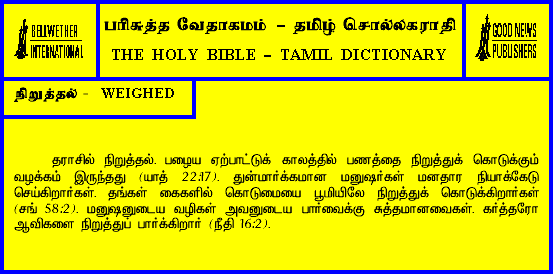 BELLWETHER
INTERNATIONAL
பரிசுத்த வேதாகமம் – தமிழ் சொல்லகராதி
THE HOLY BIBLE – TAMIL DICTIONARY
GOOD NEWS
PUBLISHERS
நிறுத்தல் - WEIGHED
தராசில் நிறுத்தல். பழைய ஏற்பாட்டுக் காலத்தில் பணத்தை நிறுத்துக் கொடுக்கும்
வழக்கம் இருந்தது (யாத் 22:17). துன்மார்க்கமான மனுஷர்கள் மனதார நியாக்கேடு
செய்கிறார்கள். தங்கள் கைகளில் கொடுமையை பூமியிலே நிறுத்துக் கொடுக்கிறார்கள்
(சங் 58:2). மனுஷனுடைய வழிகள் அவனுடைய பார்வைக்கு சுத்தமானவைகள். கர்த்தரோ
ஆவிகளை நிறுத்துப் பார்க்கிறார் (நீதி 16:2).